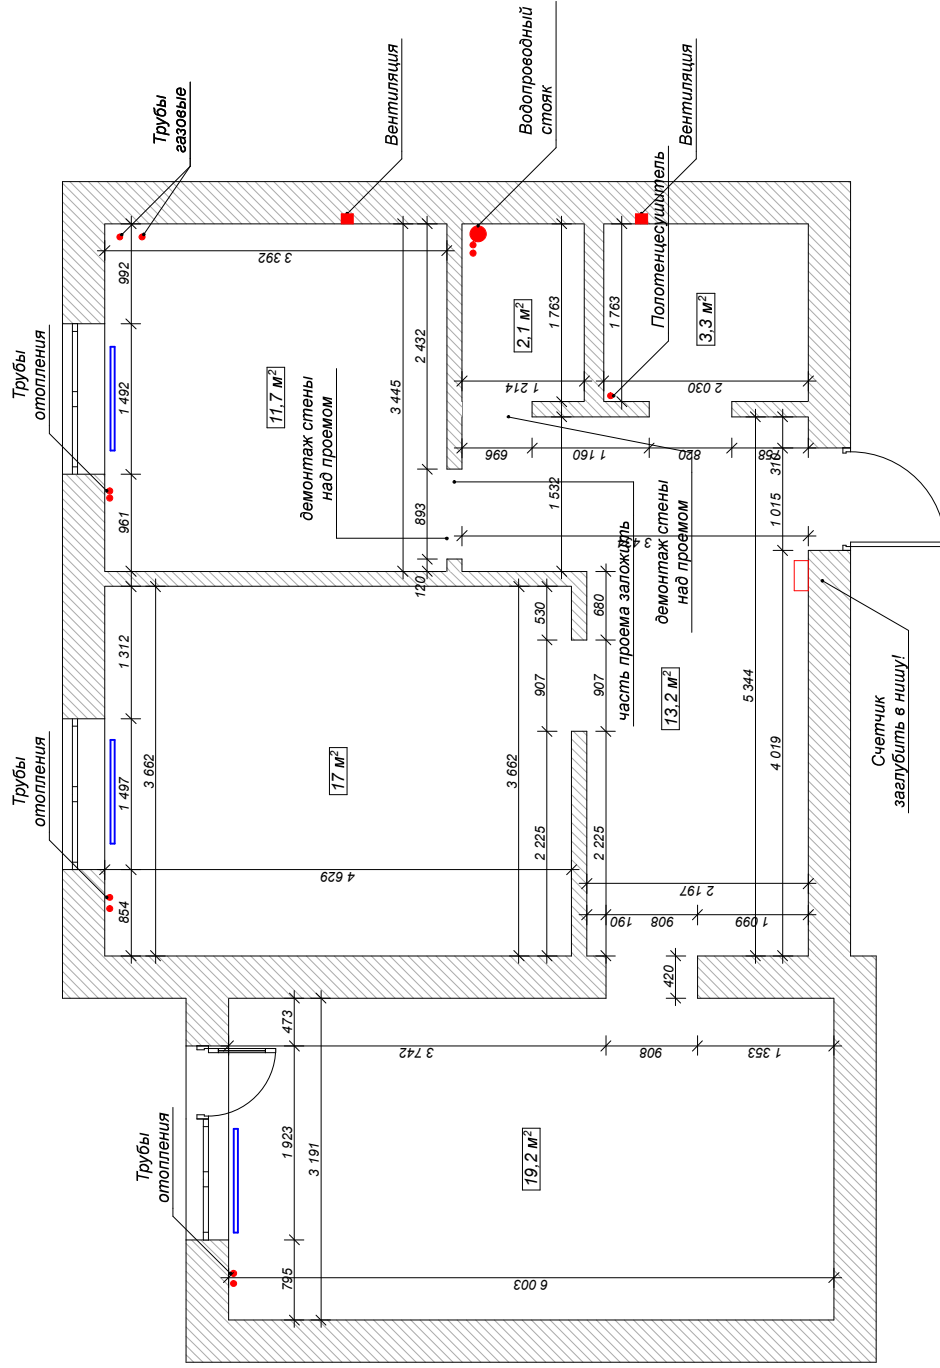 Трубы
газовые
Вентиляция
Водопроводный
стояк
Вентиляция
Полотенцесушитель
Трубы
отопления
992
1 492
961
3 392
11,7 м²
3 445
2 432
893
120
демонтаж стены
над проемом
2,1 м²
1 763
1 214
1 763
3,3 м²
2 030
696
1 160
820
768
1 532
310
1 015
часть проема заложить
демонтаж стены
над проемом
Трубы
отопления
1 312
1 497
854
3 662
4 629
17 м²
3 662
530
907
2 225
680
907
2 225
13,2 м²
5 344
4 019
2 197
190
908
1 099
420
Счетчик
заглубить в нишу!
Трубы
отопления
473
1 923
795
3 191
3 742
908
1 353
6 003
19,2 м²